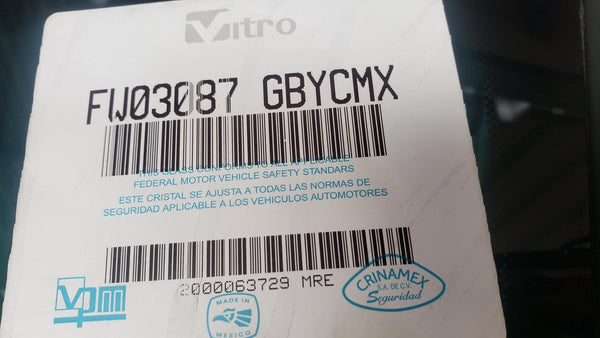 Vitro
FW03087 GBYCMX
THIS GLASS CONFORMS TO ALL APPLICABLE
FEDERAL MOTOR VEHICLE SAFETY STANDARS
ESTE CRISTAL SE AJUSTA A TODAS LAS NORMAS DE
SEGURIDAD APLICABLE A LOS VEHICULOS AUTOMOTORES
2000063729 MRE
vpm
MADE IN
MEXICO
CRINAMEX
S.A. DE C.V.
Seguridad